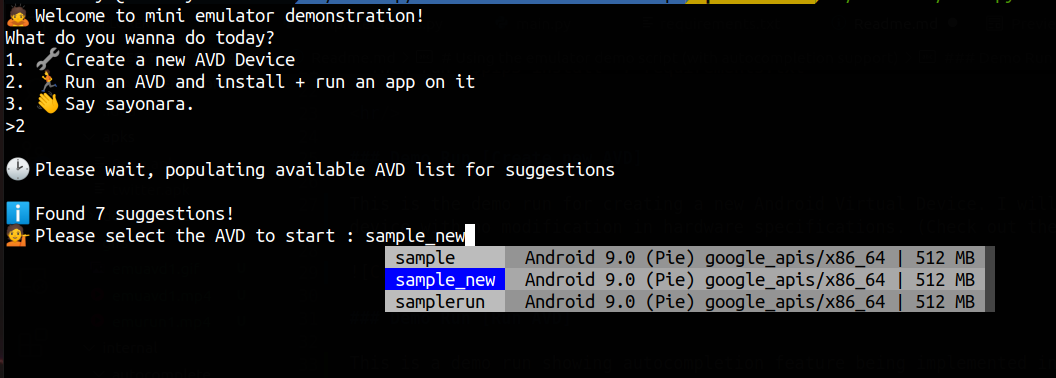 Welcome to mini emulator demonstration!
What do you wanna do today?
1. 🔧 Create a new AVD Device
2. 🏃 Run an AVD and install + run an app on it
3. 👋 Say sayonara.
>2
🕑 Please wait, populating available AVD list for suggestions
ℹ️ Found 7 suggestions!
💁 Please select the AVD to start : sample_new
sample Android 9.0 (Pie) google_apis/x86_64 | 512 MB
sample_new Android 9.0 (Pie) google_apis/x86_64 | 512 MB
samplerun Android 9.0 (Pie) google_apis/x86_64 | 512 MB